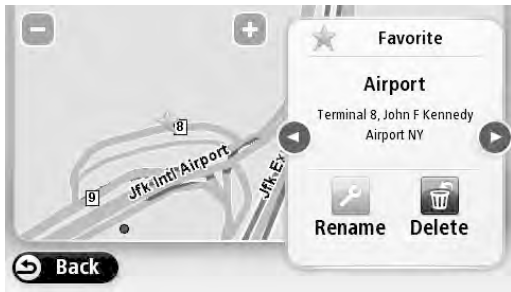 Favorite
Airport
Terminal 8, John F Kennedy
Airport NY
Rename Delete
8
9
Jfk Intl Airport
Jfk Ex
Back